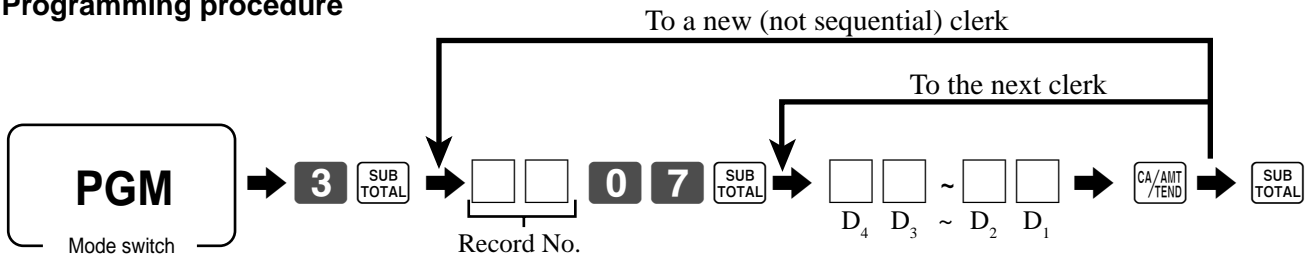 Programming procedure
To a new (not sequential) clerk
To the next clerk
PGM
Mode switch
3 SUB TOTAL 0 7 SUB TOTAL ~ CA/AMT /TEND SUB TOTAL
D4 D3 ~ D2 D1
Record No.